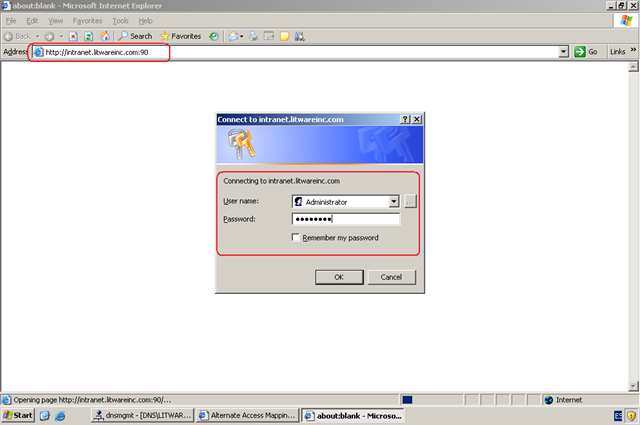 about:blank - Microsoft Internet Explorer
File Edit View Favorites Tools Help
Back Search Favorites
Address http://intranet.litwareinc.com:90 Go Links »
Connect to intranet.litwareinc.com
Connecting to intranet.litwareinc.com
User name: Administrator
Password: ●●●●●●●●
Remember my password
OK Cancel
Opening page http://intranet.litwareinc.com:90/... Internet
Start dnsmgmt - [DNS\LITWAR... Alternate Access Mappin... about:blank - Microso... ES